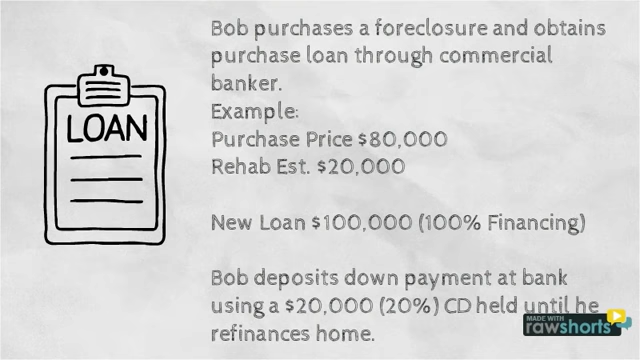 Bob purchases a foreclosure and obtains
purchase loan through commercial
banker.
Example:
Purchase Price $80,000
Rehab Est. $20,000
New Loan $100,000 (100% Financing)
Bob deposits down payment at bank
using a $20,000 (20%) CD held until he
refinances home.
LOAN
MADE WITH
rawshorts